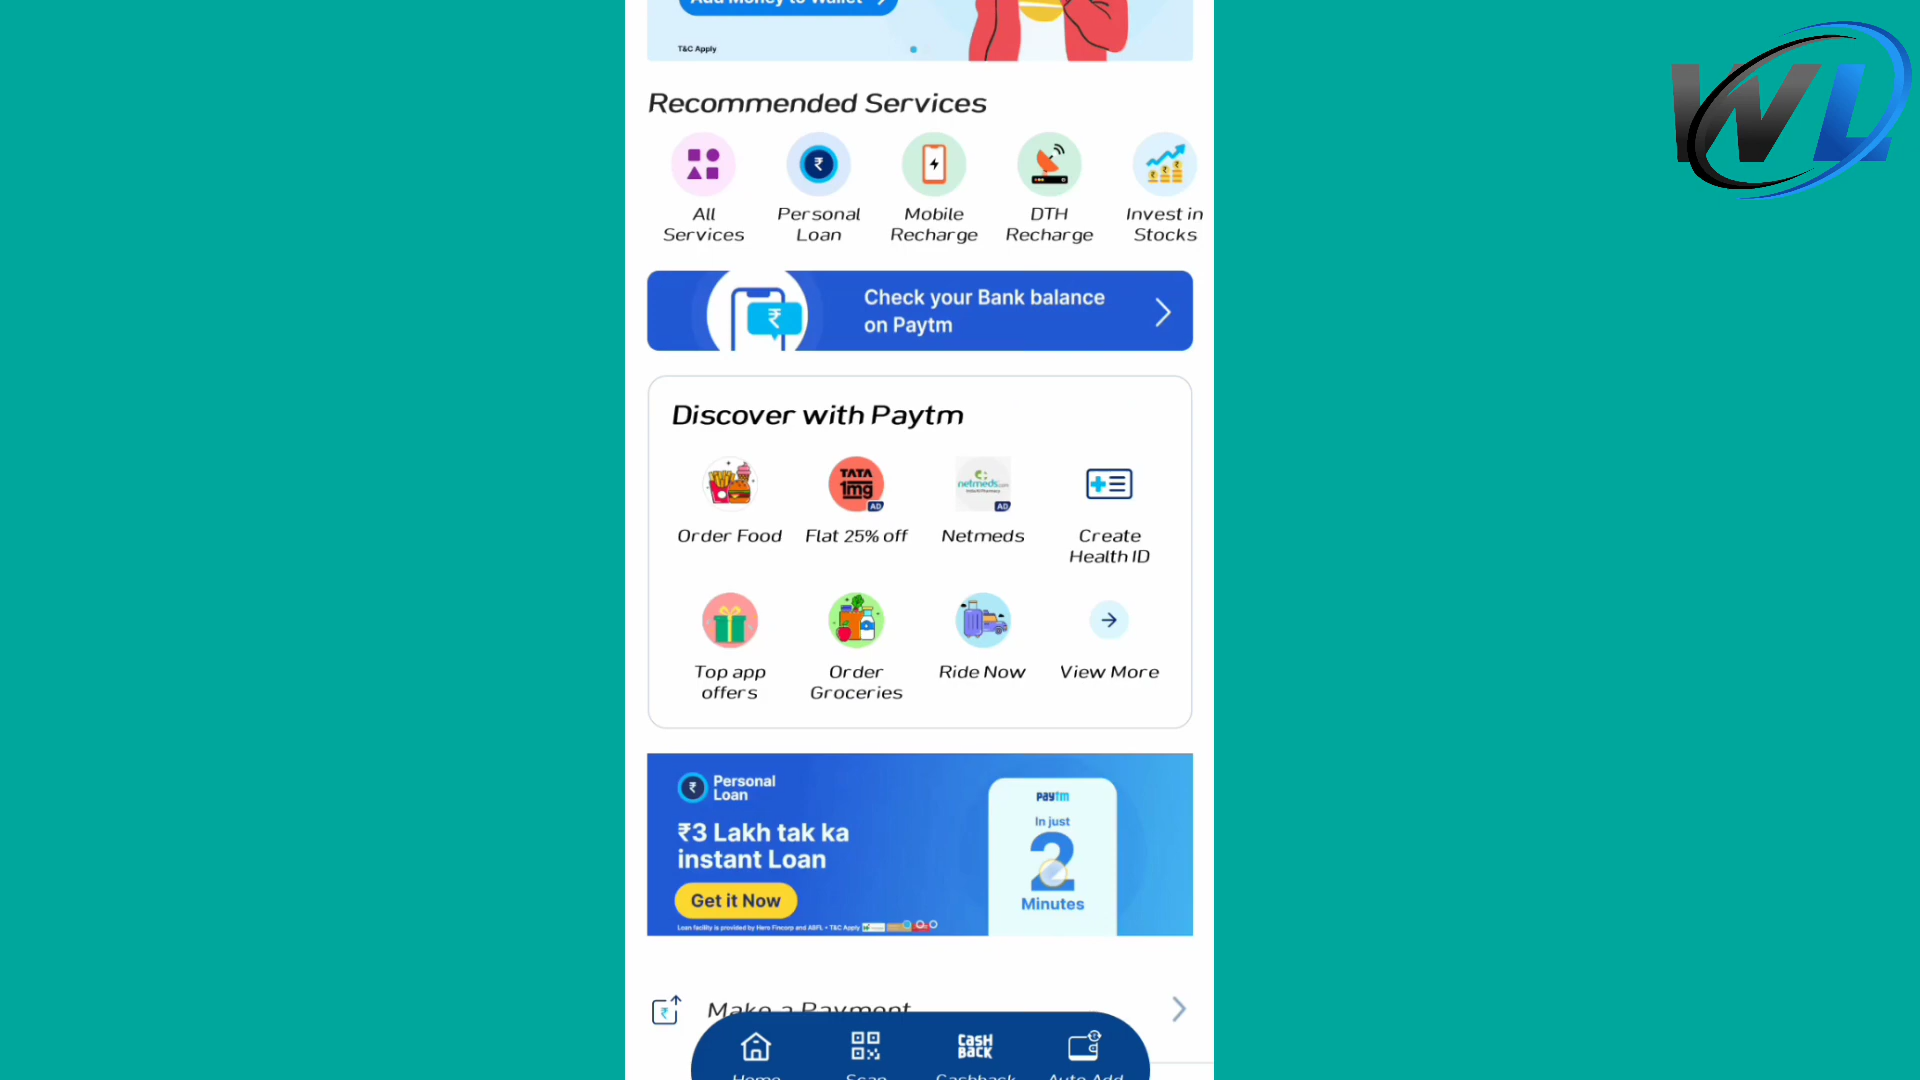 Add Money to Wallet
T&C Apply
WL
Recommended Services
All Services
Personal Loan
Mobile Recharge
DTH Recharge
Invest in Stocks
Check your Bank balance
on Paytm
Discover with Paytm
Order Food
TATA
1mg
AD
Flat 25% off
netmeds.com
AD
Netmeds
Create Health ID
Top app offers
Order Groceries
Ride Now
View More
Personal
Loan
₹3 Lakh tak ka
instant Loan
Get it Now
Loan facility is provided by Hero Fincorp and ABFL • T&C Apply
paytm
In just
2
Minutes
Make a Payment
CASH
BACK
Home
Scan
Cashback
Auto Add